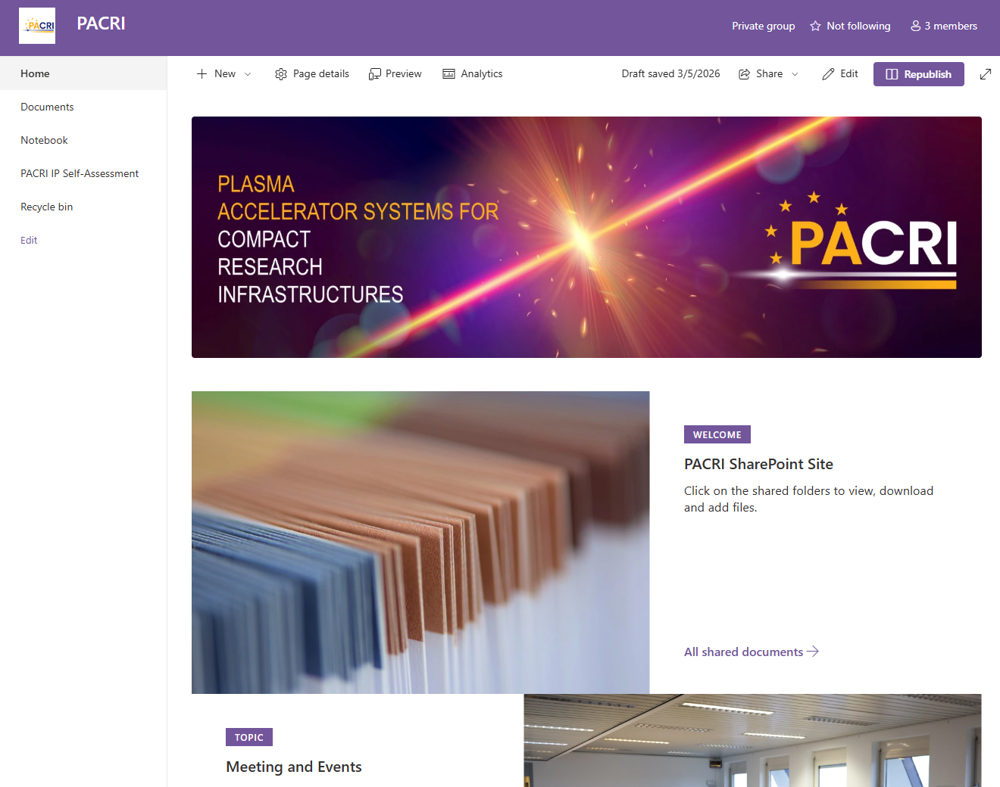 PACRI
PACRI
Private group
Not following
3 members
Home
Documents
Notebook
PACRI IP Self-Assessment
Recycle bin
Edit
New
Page details
Preview
Analytics
Draft saved 3/5/2026
Share
Edit
Republish
PLASMA
ACCELERATOR SYSTEMS FOR
COMPACT
RESEARCH
INFRASTRUCTURES
PACRI
WELCOME
PACRI SharePoint Site
Click on the shared folders to view, download
and add files.
All shared documents
TOPIC
Meeting and Events